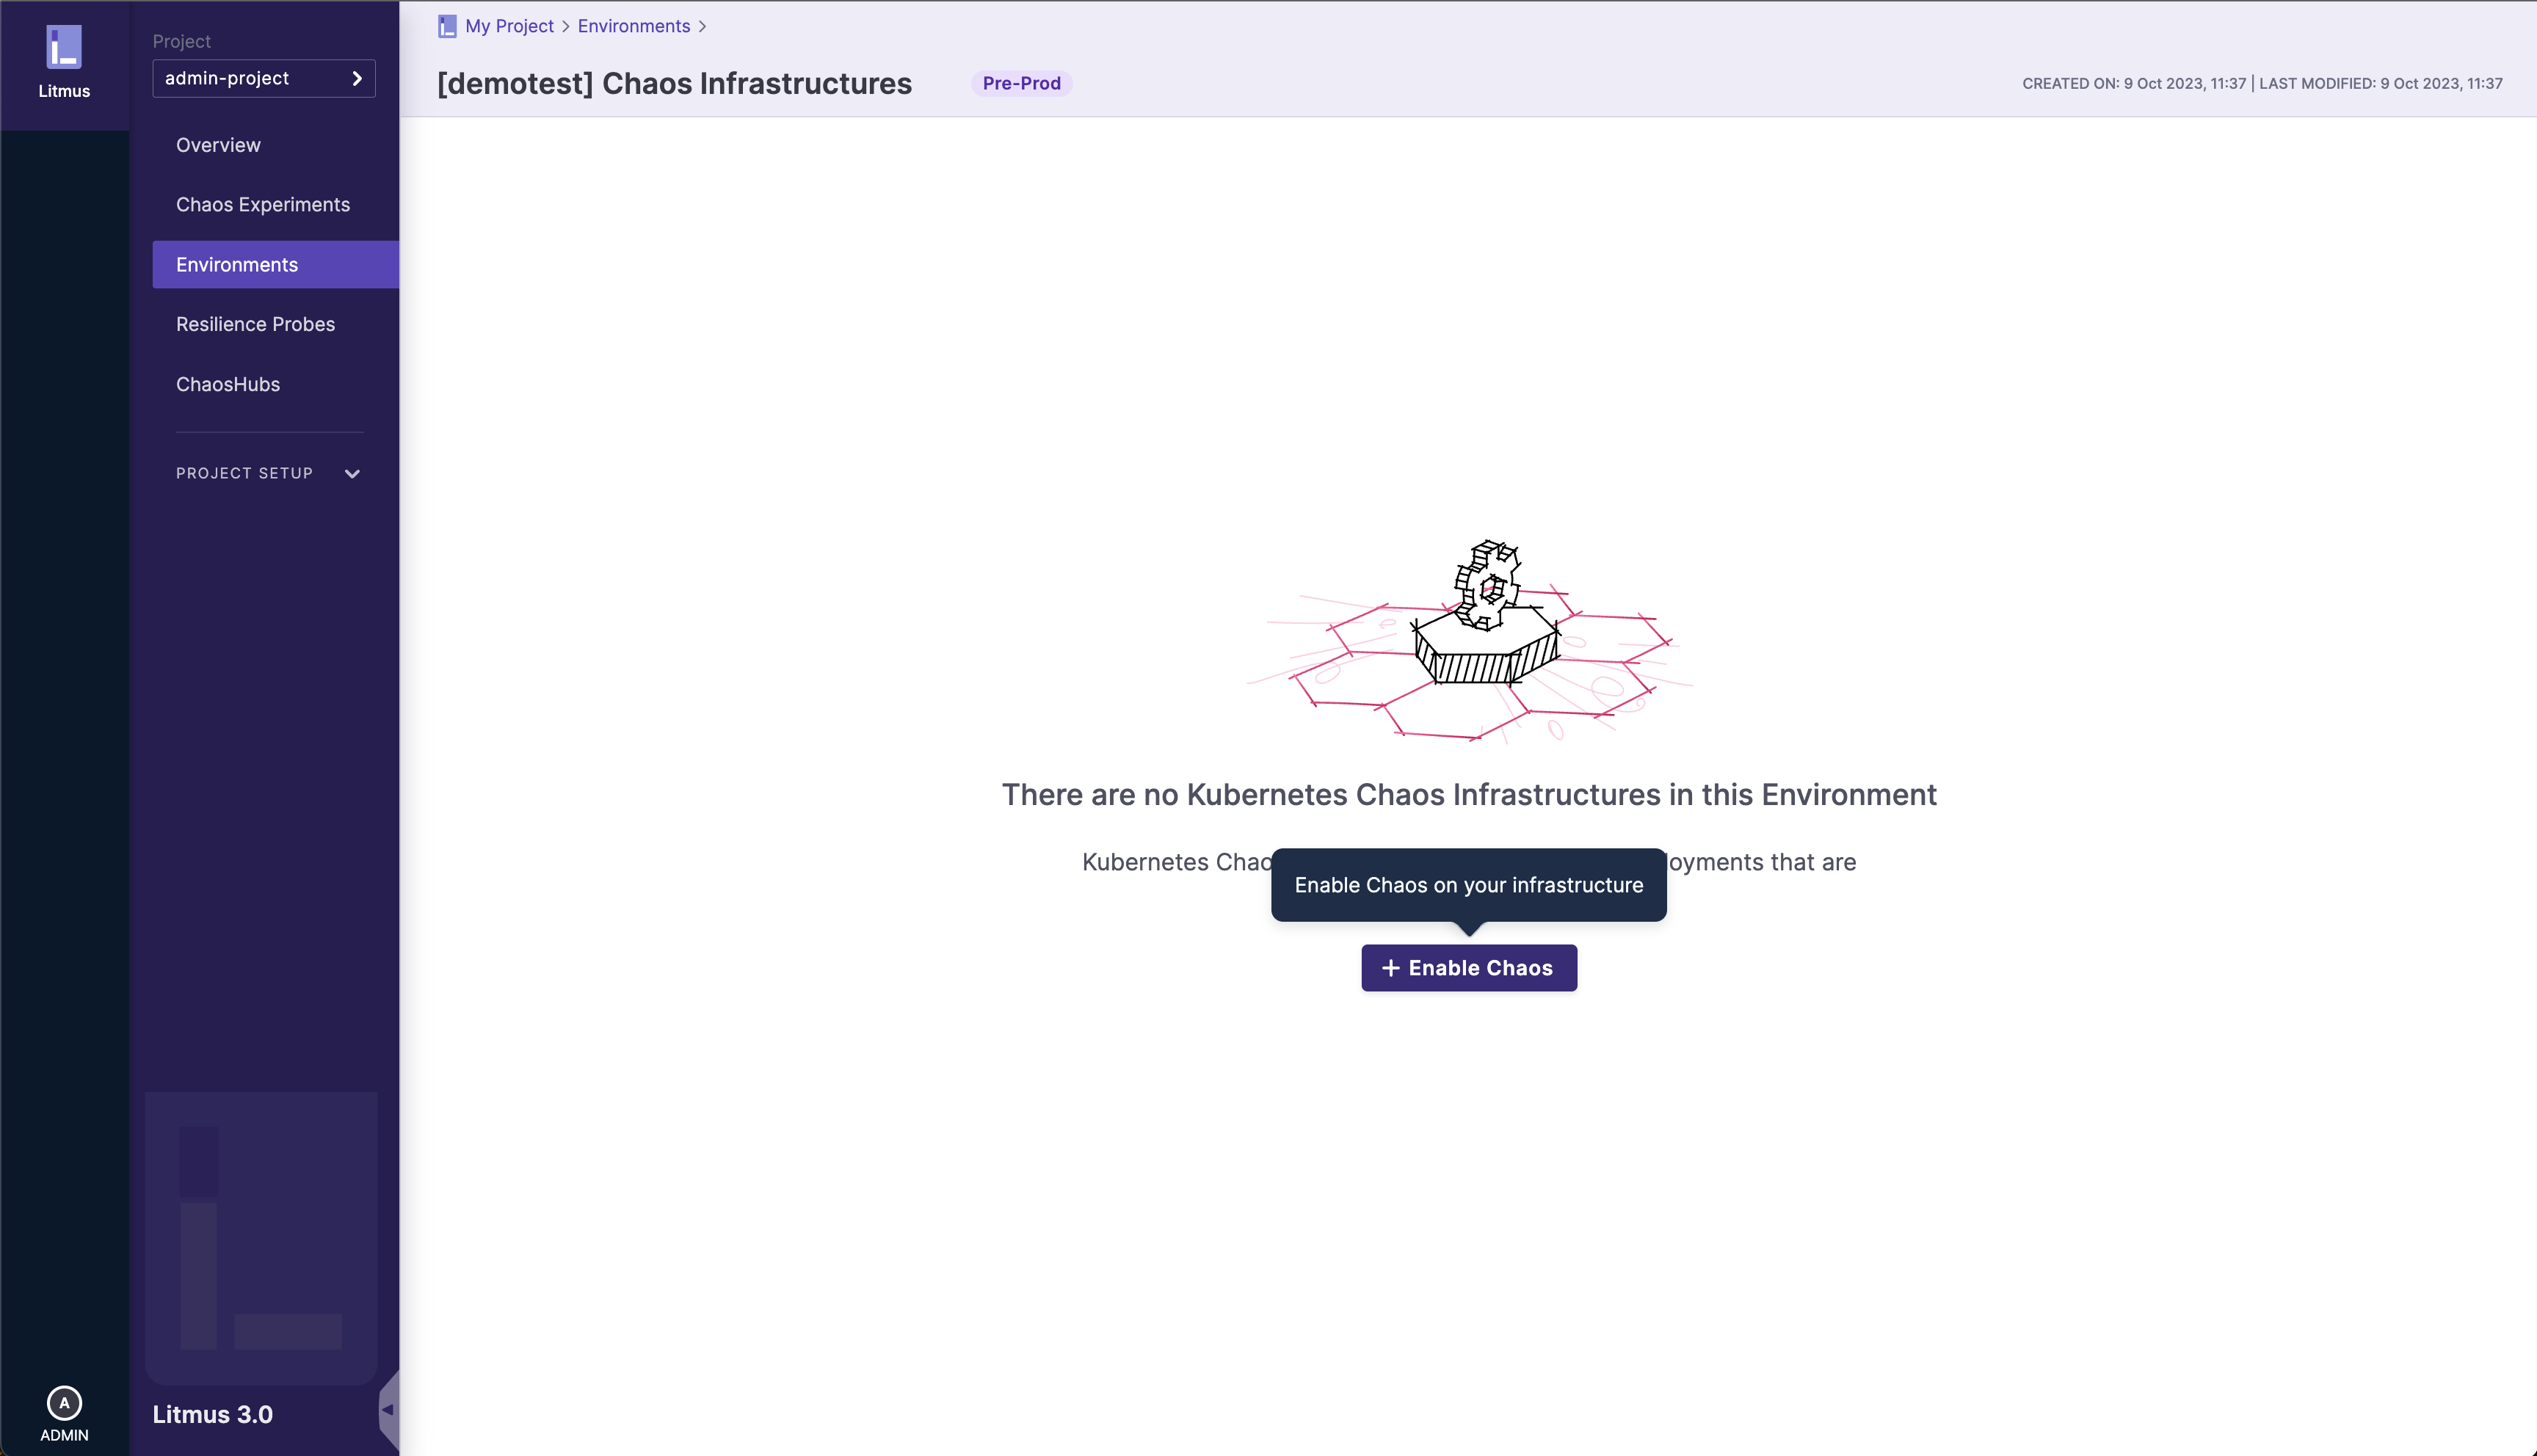 Litmus
Project
admin-project
Overview
Chaos Experiments
Environments
Resilience Probes
ChaosHubs
PROJECT SETUP
Litmus 3.0
A
ADMIN
My Project > Environments >
[demotest] Chaos Infrastructures Pre-Prod
CREATED ON: 9 Oct 2023, 11:37 | LAST MODIFIED: 9 Oct 2023, 11:37
There are no Kubernetes Chaos Infrastructures in this Environment
Kubernetes that are
Enable Chaos on your infrastructure
+ Enable Chaos